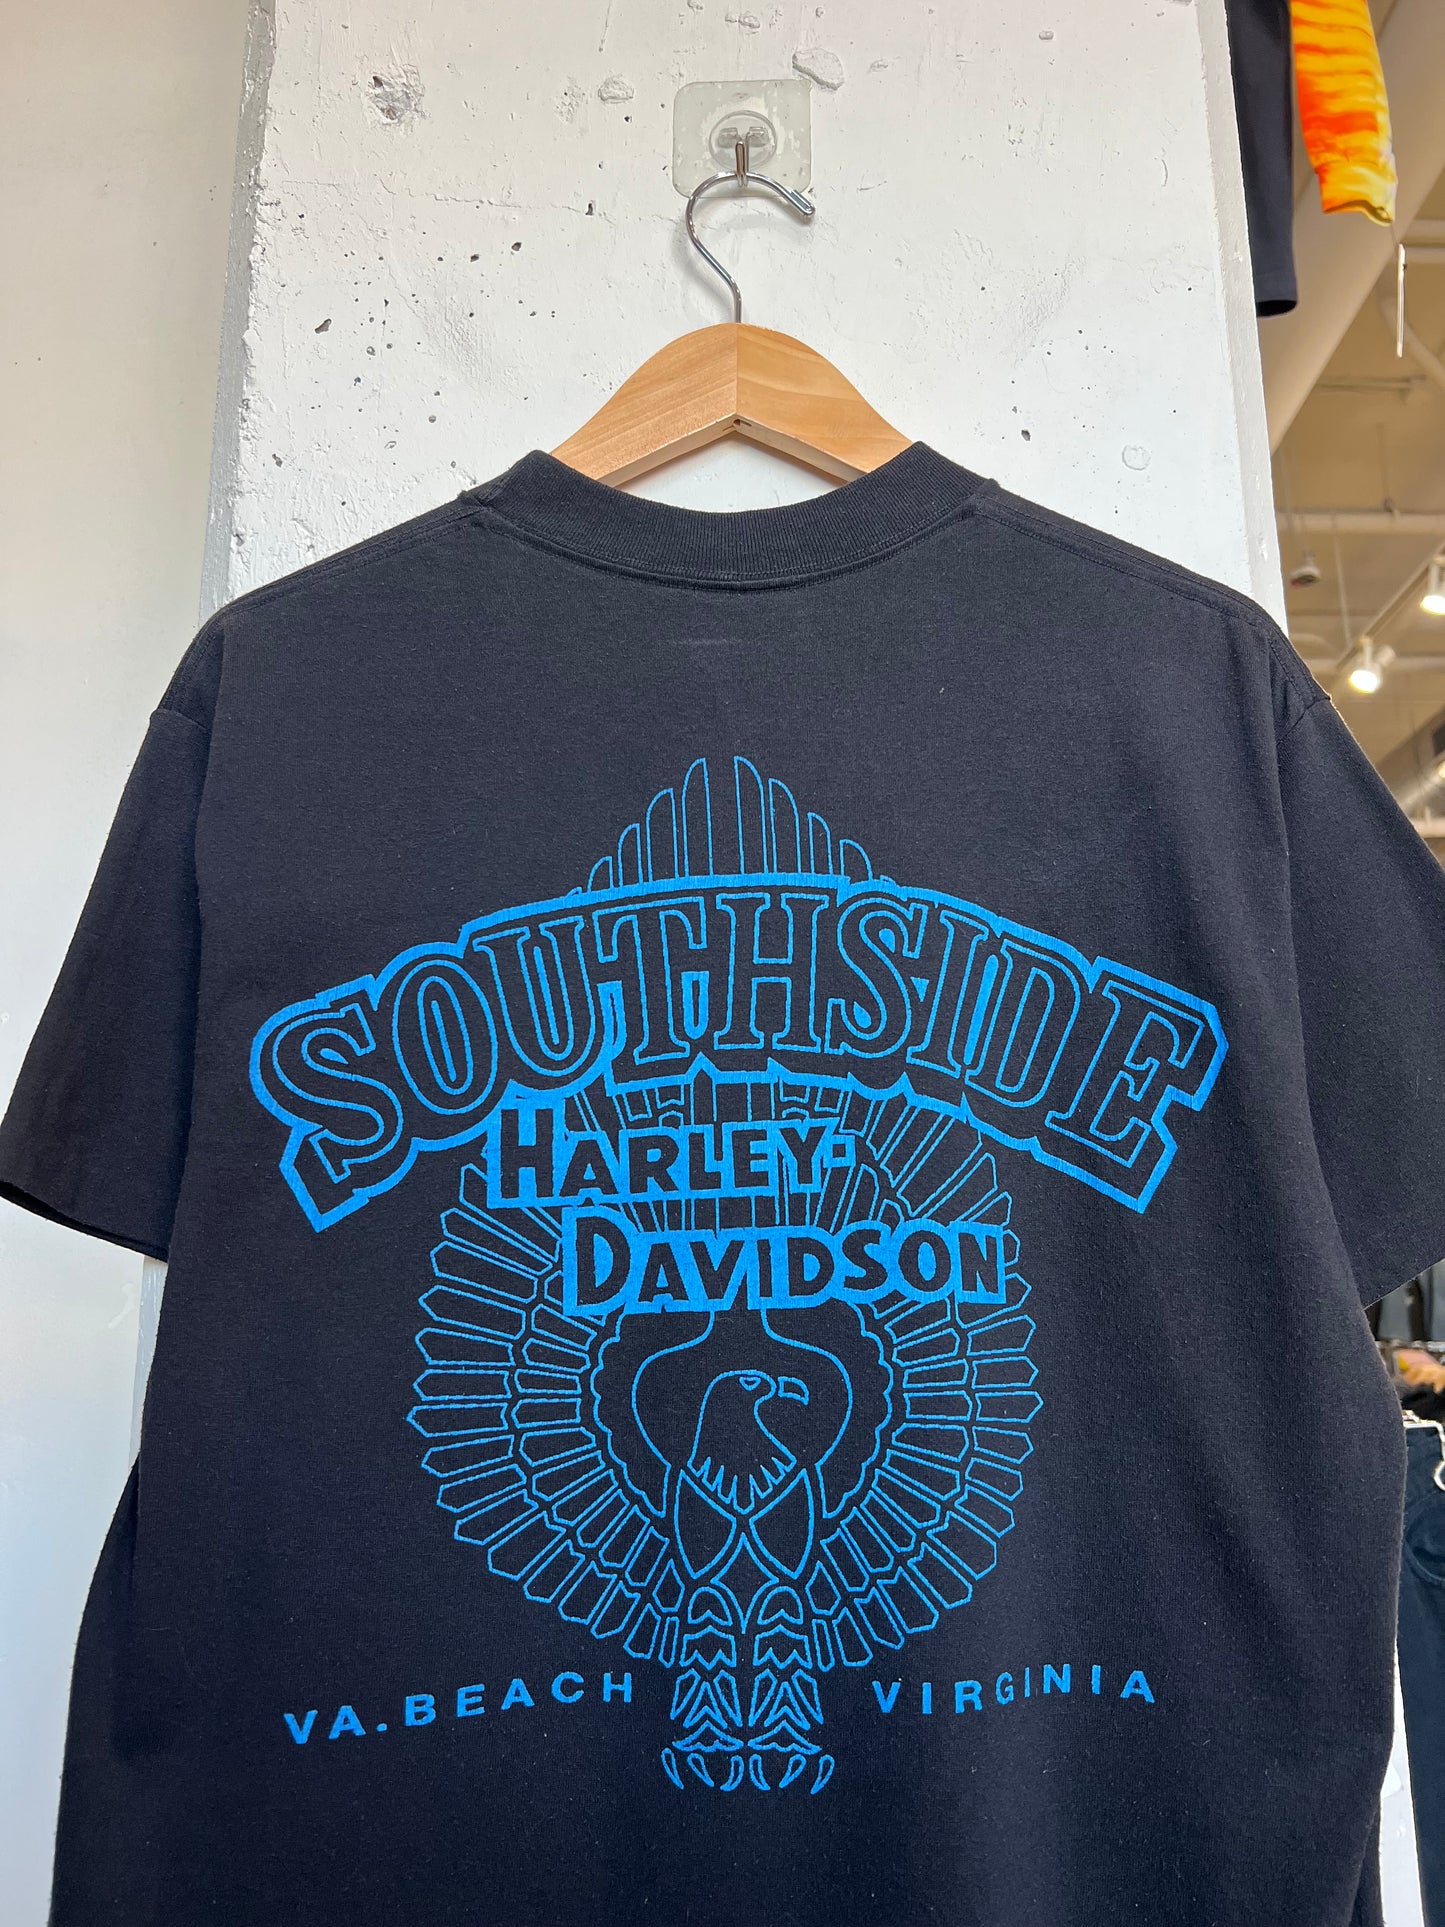 SOUTHSIDE
HARLEY-
DAVIDSON
VA. BEACH VIRGINIA